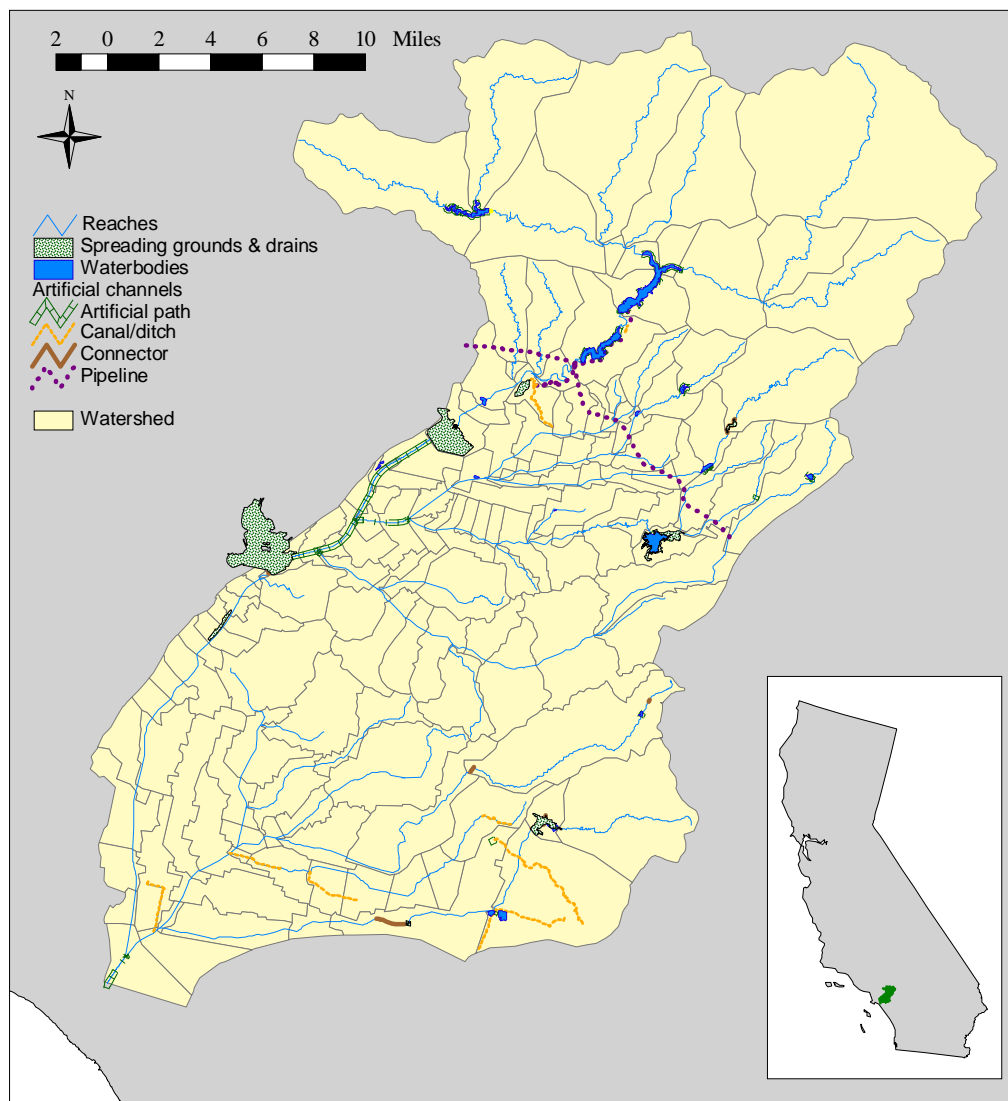 2 0 2 4 6 8 10 Miles
N
Reaches
Spreading grounds & drains
Waterbodies
Artificial channels
Artificial path
Canal/ditch
Connector
Pipeline
Watershed